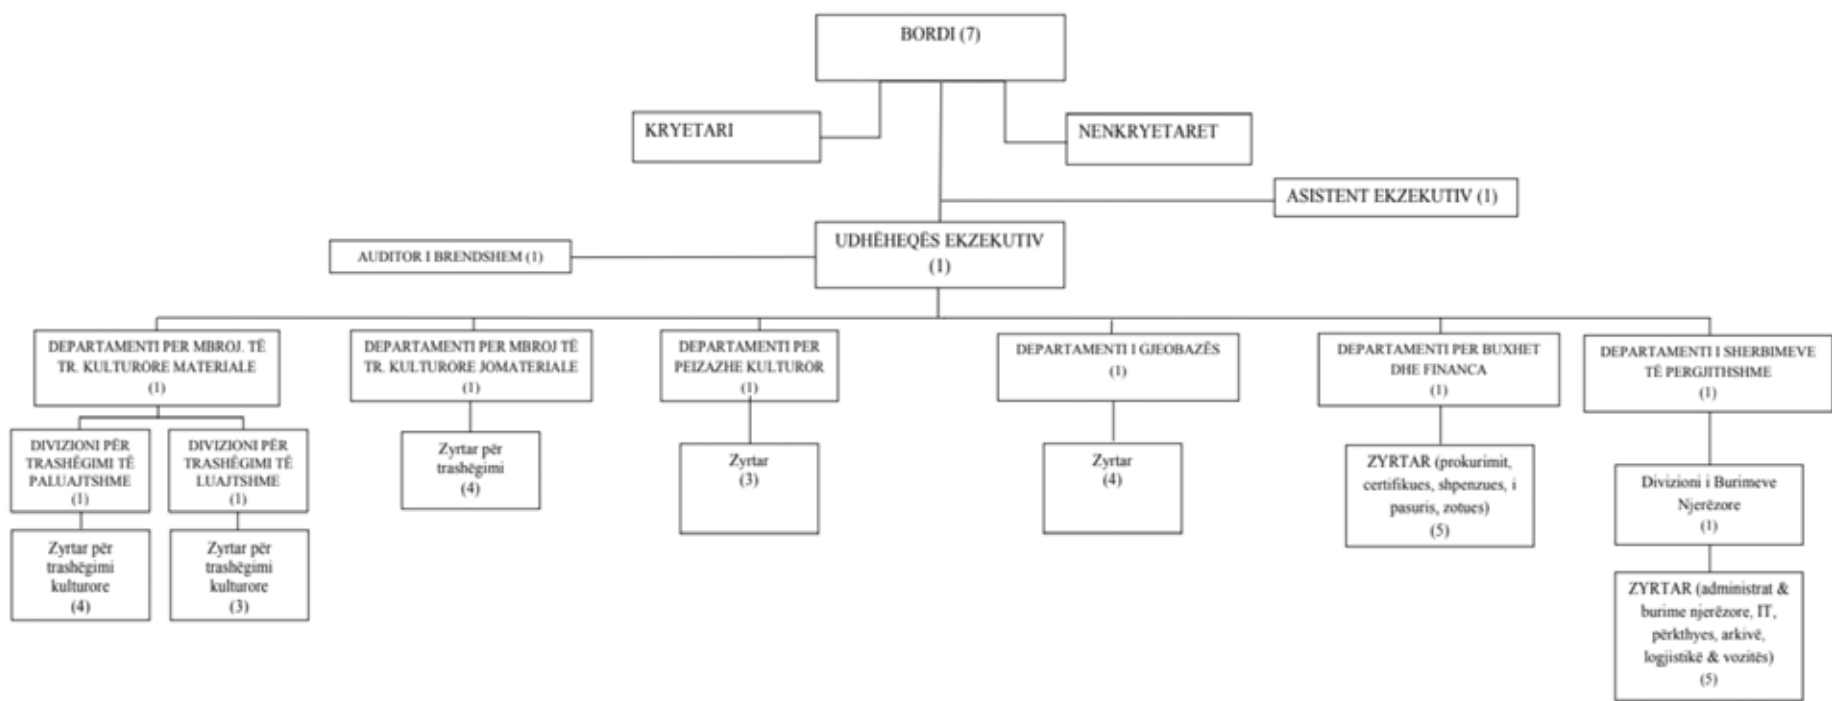 BORDI (7)
KRYETARI
NENKRYETARET
ASISTENT EKZEKUTIV (1)
UDHËHEQËS EKZEKUTIV
(1)
AUDITOR I BRENDSHEM (1)
DEPARTAMENTI PER MBROJ. TË
TR. KULTURORE MATERIALE
(1)
DEPARTAMENTI PER MBROJ TË
TR. KULTURORE JOMATERIALE
(1)
DEPARTAMENTI PER
PEIZAZHE KULTUROR
(1)
DEPARTAMENTI I GJEOBAZËS
(1)
DEPARTAMENTI PER BUXHET
DHE FINANCA
(1)
DEPARTAMENTI I SHERBIMEVE
TË PERGJITHSHME
(1)
DIVIZIONI PËR
TRASHËGIMI TË
PALUAJTSHME
(1)
DIVIZIONI PËR
TRASHËGIMI TË
LUAJTSHME
(1)
Zyrtar për
trashëgimi
(4)
Zyrtar
(3)
Zyrtar
(4)
ZYRTAR (prokurimit,
certifikues, shpenzues, i
pasuris, zotues)
(5)
Divizioni i Burimeve
Njerëzore
(1)
Zyrtar për
trashëgimi
kulturore
(4)
Zyrtar për
trashëgimi
kulturore
(3)
ZYRTAR (administrat &
burime njerëzore, IT,
përkthyes, arkivë,
logjistikë & vozitës)
(5)